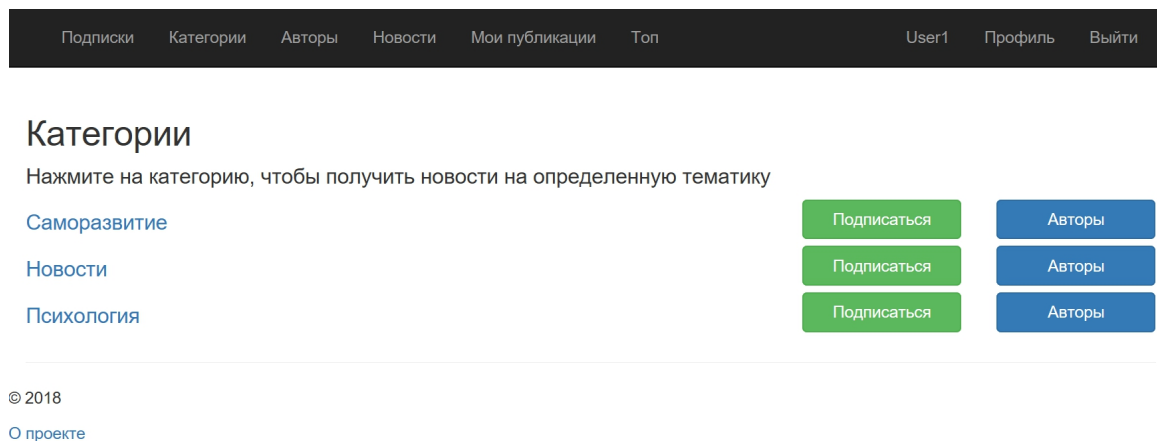 Подписки Категории Авторы Новости Мои публикации Топ User1 Профиль Выйти
Категории
Нажмите на категорию, чтобы получить новости на определенную тематику
Саморазвитие Подписаться Авторы
Новости Подписаться Авторы
Психология Подписаться Авторы
© 2018
О проекте